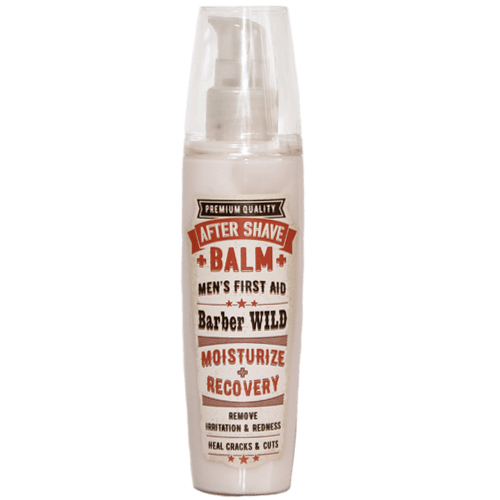 PREMIUM QUALITY
AFTER SHAVE
+ BALM +
MEN'S FIRST AID
Barber WILD
MOISTURIZE
+
RECOVERY
REMOVE
IRRITATION & REDNESS
HEAL CRACKS & CUTS